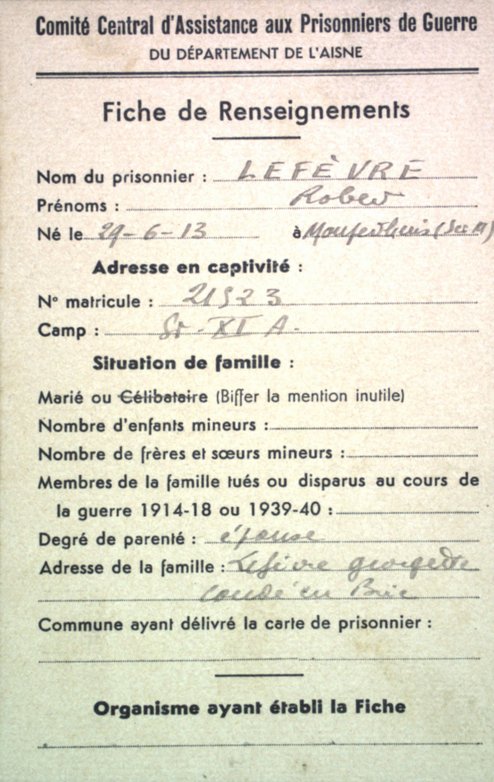 Comité Central d'Assistance aux Prisonniers de Guerre
DU DÉPARTEMENT DE L'AISNE
Fiche de Renseignements
Nom du prisonnier : LEFÈVRE
Prénoms : Rober
Né le 29-6-13 à
Adresse en captivité :
N° matricule : 21523
Camp : St-XI A-
Situation de famille :
Marié ou Célibataire (Biffer la mention inutile)
Nombre d'enfants mineurs :
Nombre de frères et sœurs mineurs :
Membres de la famille tués ou disparus au cours de
la guerre 1914-18 ou 1939-40 :
Degré de parenté : épouse
Adresse de la famille : Lefèvre georgette
Condé en Brie
Commune ayant délivré la carte de prisonnier :
Organisme ayant établi la Fiche